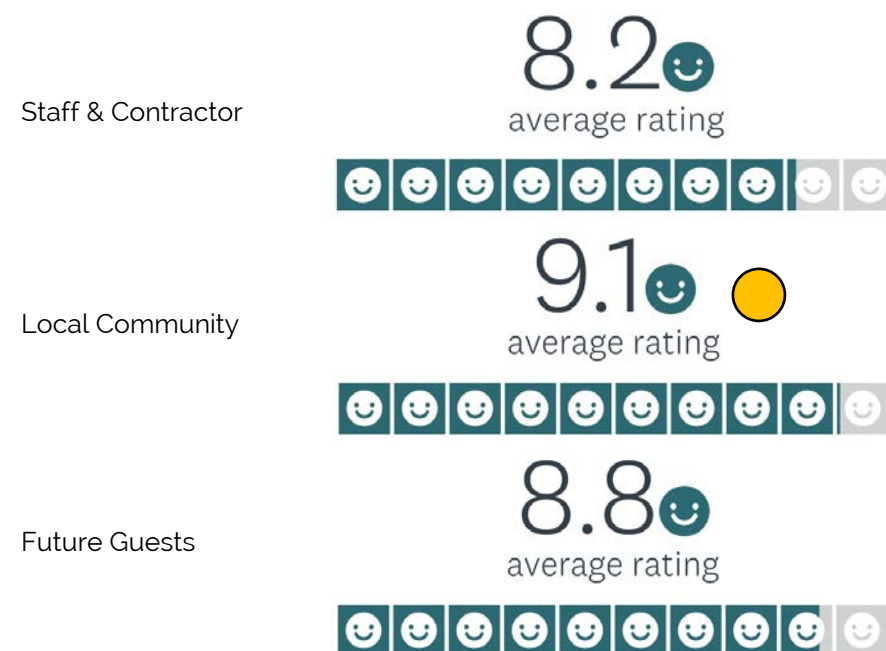 8.2
Staff & Contractor
average rating
9.1
Local Community
average rating
8.8
Future Guests
average rating